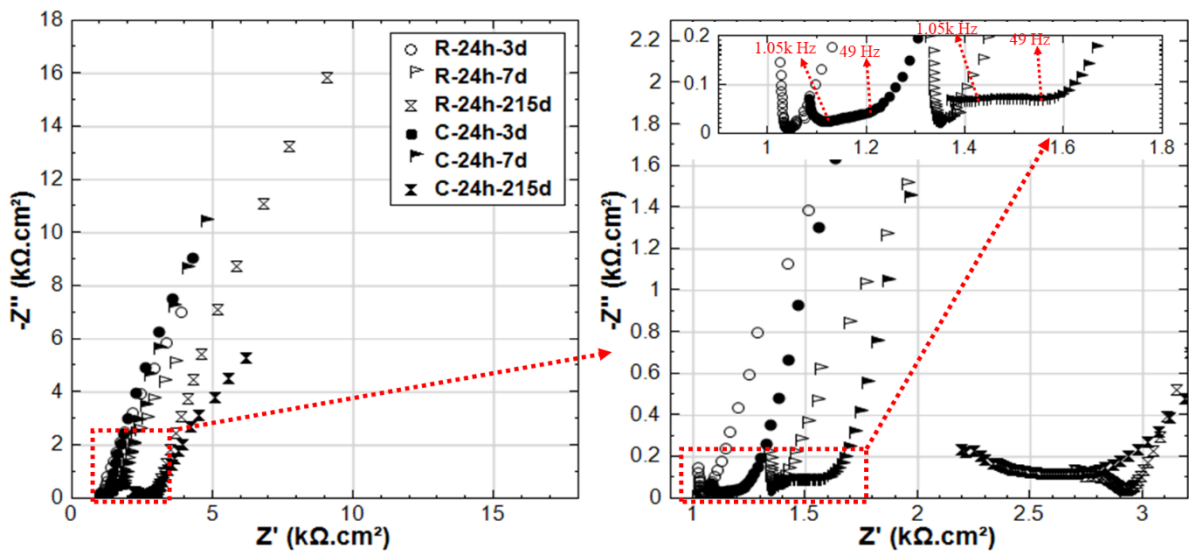 18
16
14
12
10
8
6
4
2
0
-Z'' (kΩ.cm²)
0
5
10
15
Z' (kΩ.cm²)
R-24h-3d
R-24h-7d
R-24h-215d
C-24h-3d
C-24h-7d
C-24h-215d
2.2
2
1.8
1.6
1.4
1.2
1
0.8
0.6
0.4
0.2
0
-Z'' (kΩ.cm²)
1
1.5
2
2.5
3
Z' (kΩ.cm²)
0.2
0.1
0
1
1.2
1.4
1.6
1.8
1.05k Hz
49 Hz
1.05k Hz
49 Hz